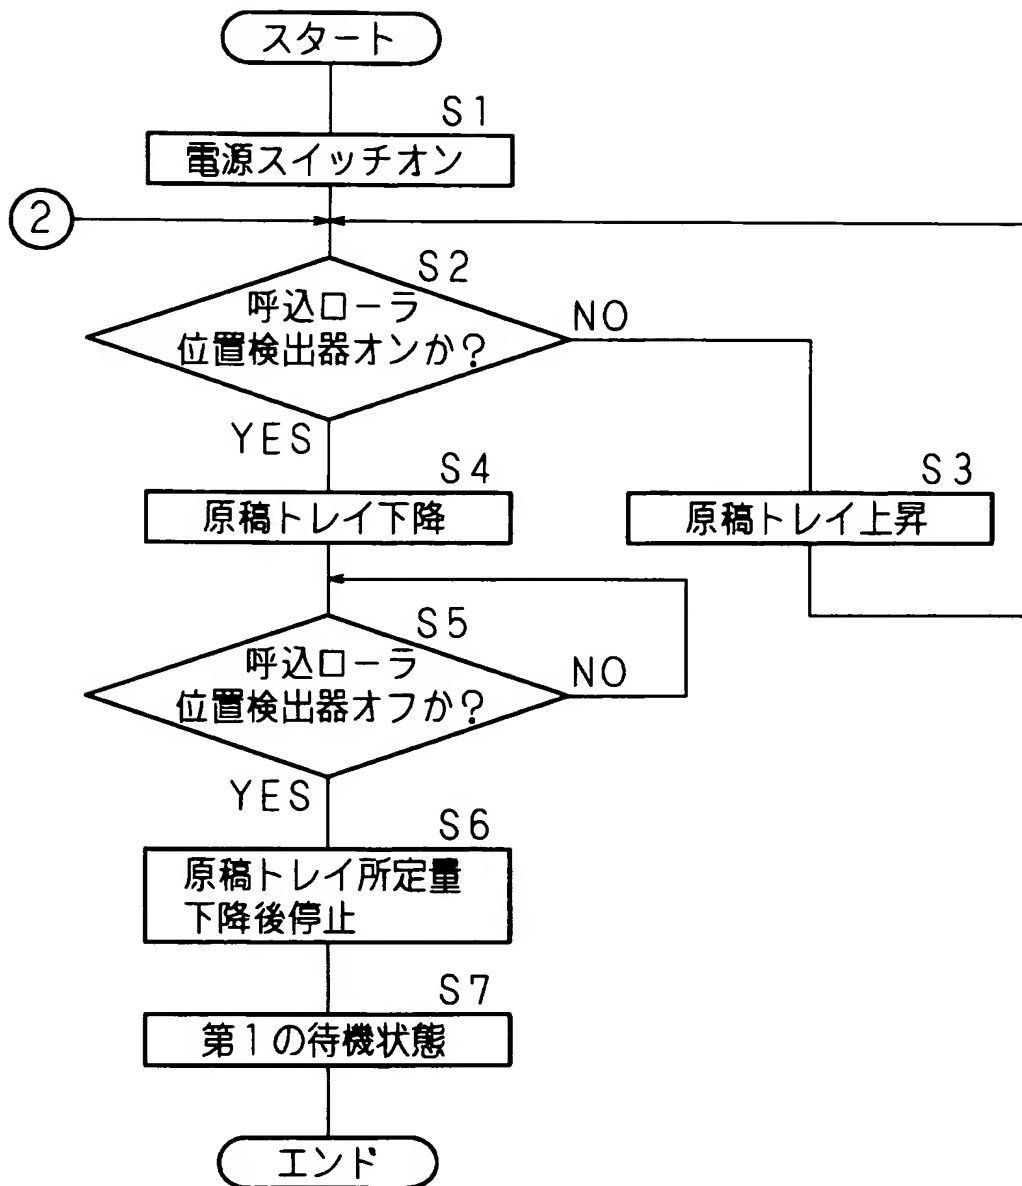 スタート
S1
電源スイッチオン
2
S2
呼込ローラ
位置検出器オンか?
NO
YES
S4
原稿トレイ下降
S3
原稿トレイ上昇
S5
呼込ローラ
位置検出器オフか?
NO
YES
S6
原稿トレイ所定量
下降後停止
S7
第1の待機状態
エンド